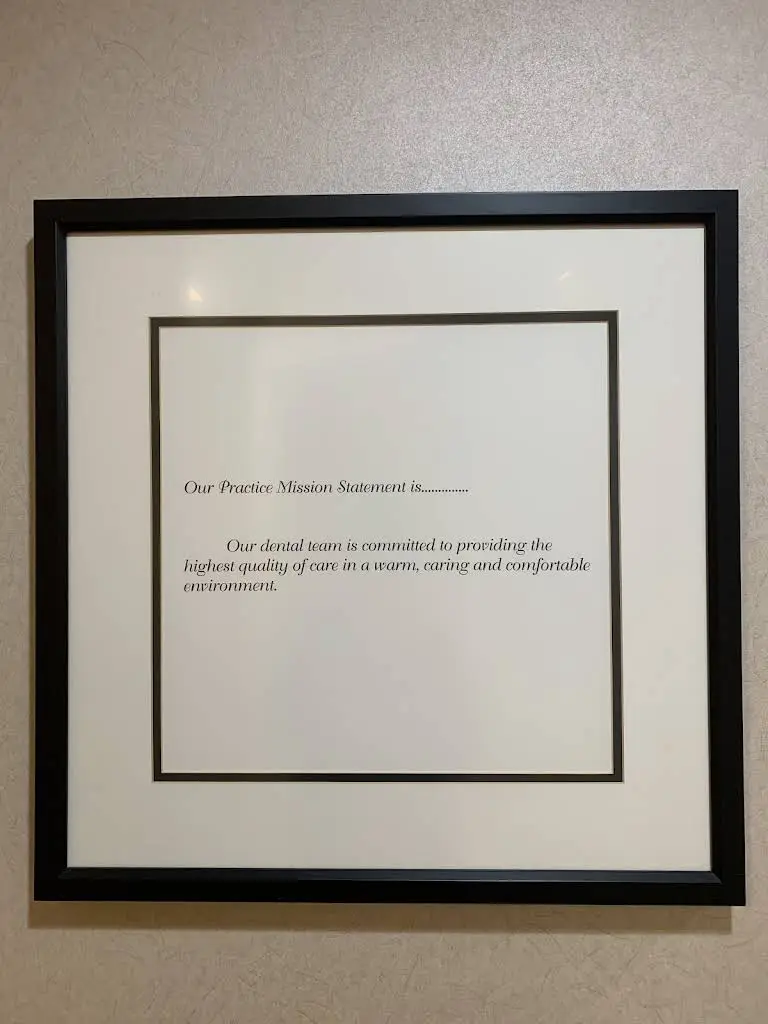 Our Practice Mission Statement is..............
Our dental team is committed to providing the
highest quality of care in a warm, caring and comfortable
environment.